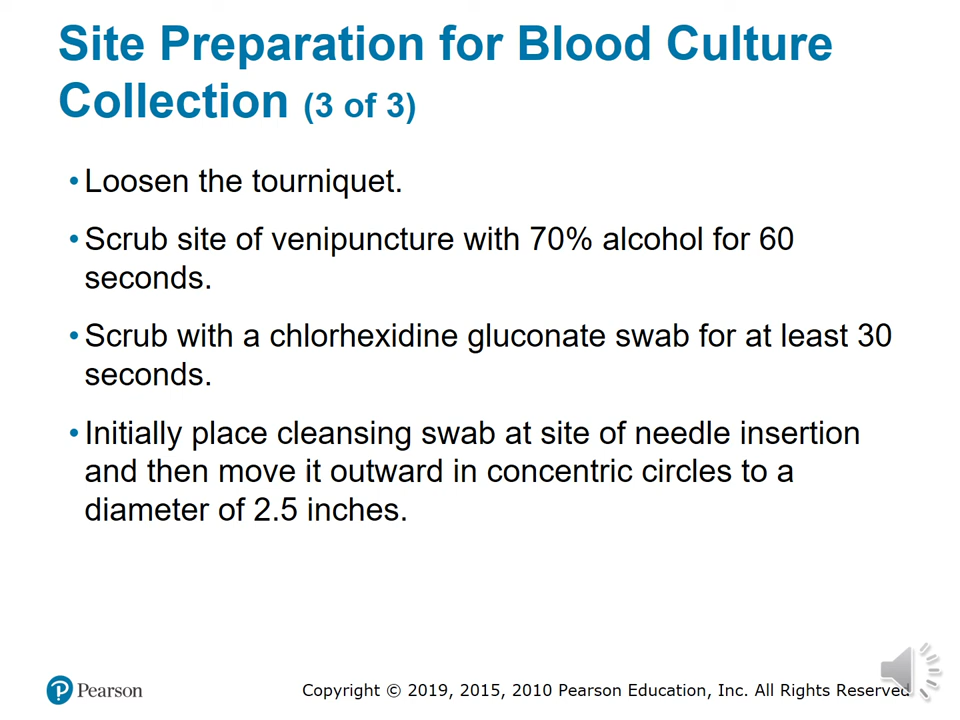 Site Preparation for Blood Culture
Collection (3 of 3)
•Loosen the tourniquet.
•Scrub site of venipuncture with 70% alcohol for 60
seconds.
•Scrub with a chlorhexidine gluconate swab for at least 30
seconds.
•Initially place cleansing swab at site of needle insertion
and then move it outward in concentric circles to a
diameter of 2.5 inches.
P Pearson
Copyright © 2019, 2015, 2010 Pearson Education, Inc. All Rights Reserved